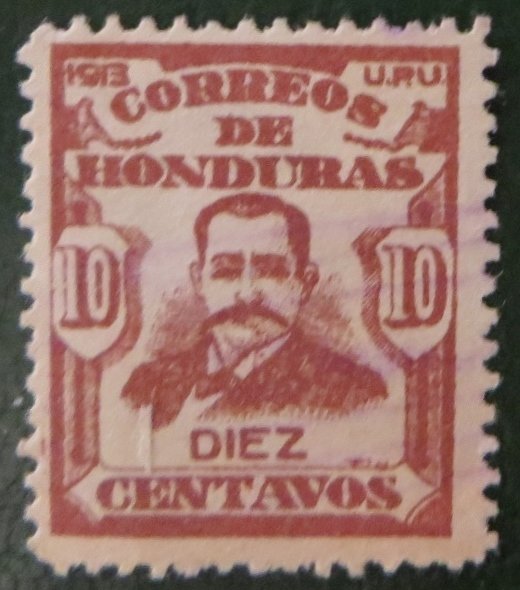 1913 U.P.U.
CORREOS
DE
HONDURAS
10 10
DIEZ
CENTAVOS